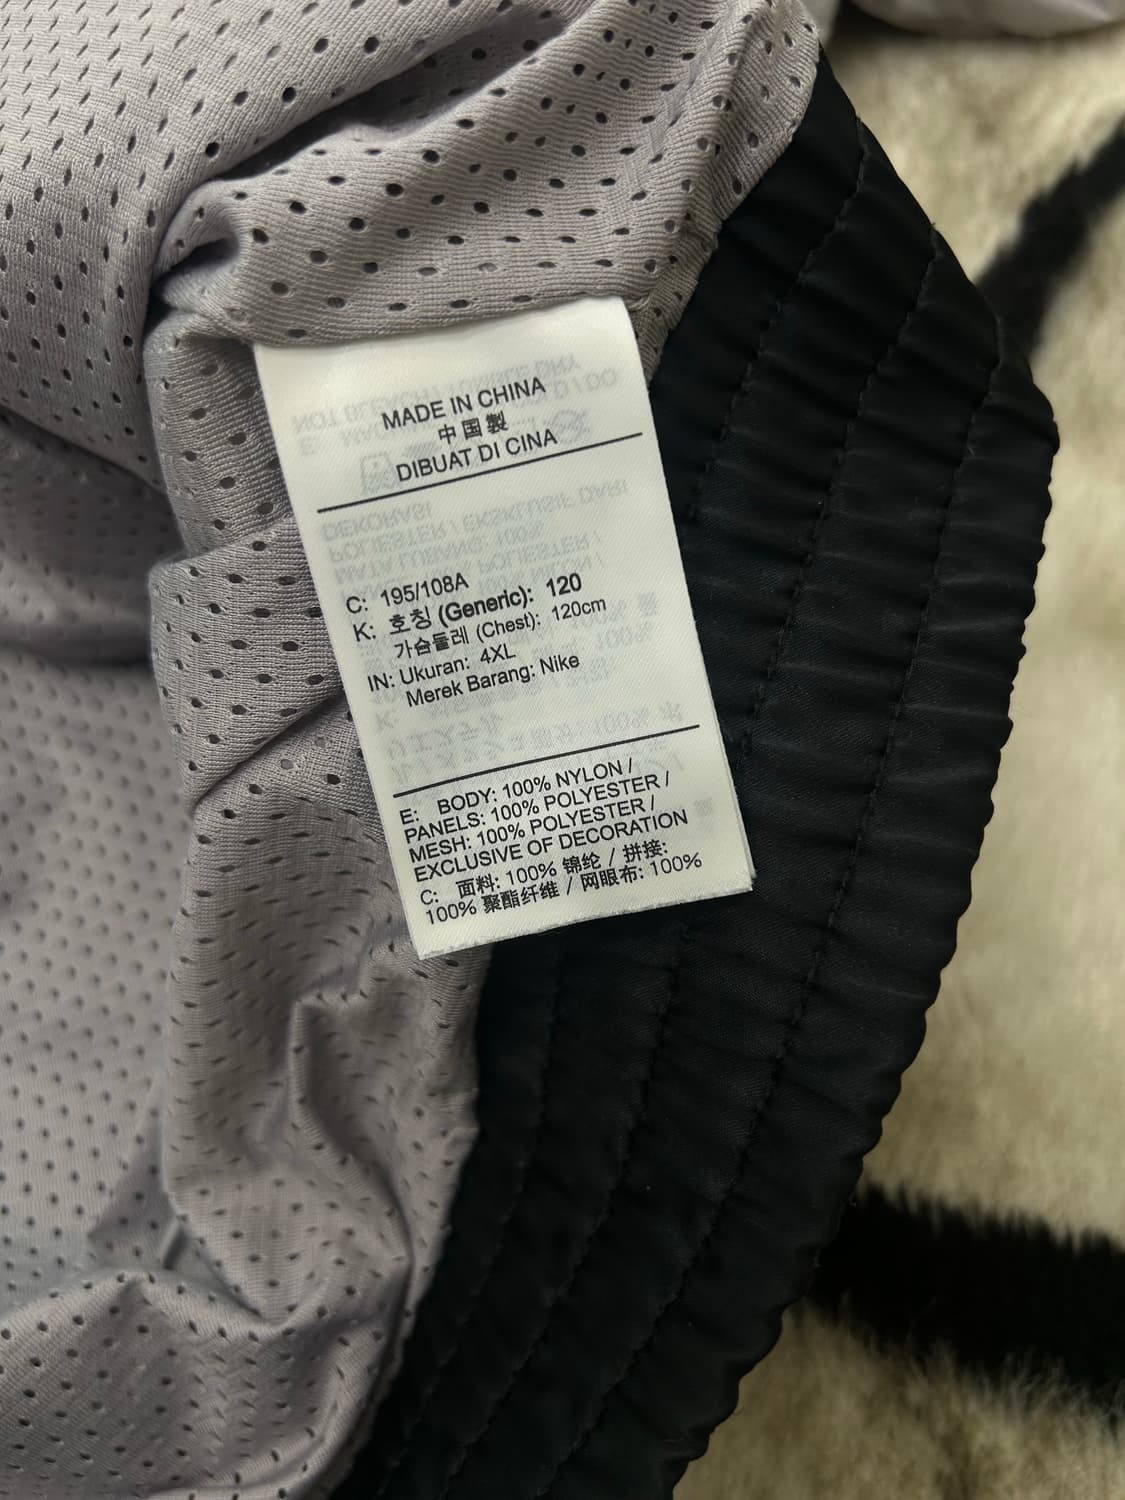 MADE IN CHINA
中国製
DIBUAT DI CINA
C: 195/108A
K: 호칭 (Generic): 120
가슴둘레 (Chest): 120cm
IN: Ukuran: 4XL
Merek Barang: Nike
E: BODY: 100% NYLON /
PANELS: 100% POLYESTER /
MESH: 100% POLYESTER /
EXCLUSIVE OF DECORATION
C: 面料: 100% 锦纶 / 拼接:
100% 聚酯纤维 / 网眼布: 100%